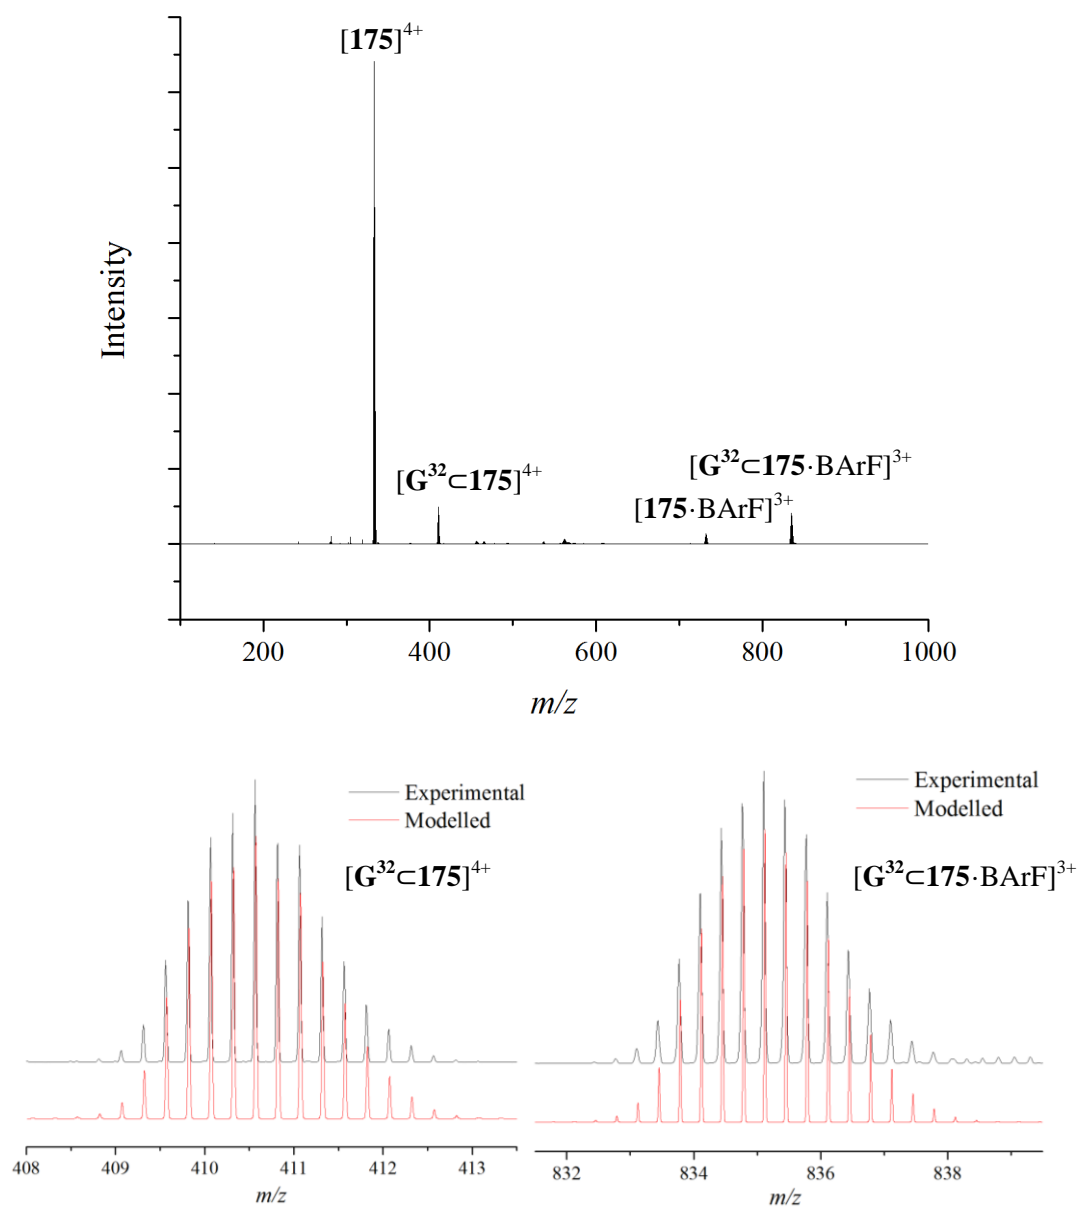 [175]4+
Intensity
[G32⊂175·BArF]3+
[G32⊂175]4+
[175·BArF]3+
200 400 600 800 1000
m/z
Experimental
Modelled
[G32⊂175]4+
408 409 410 411 412 413
m/z
Experimental
Modelled
[G32⊂175·BArF]3+
832 834 836 838
m/z